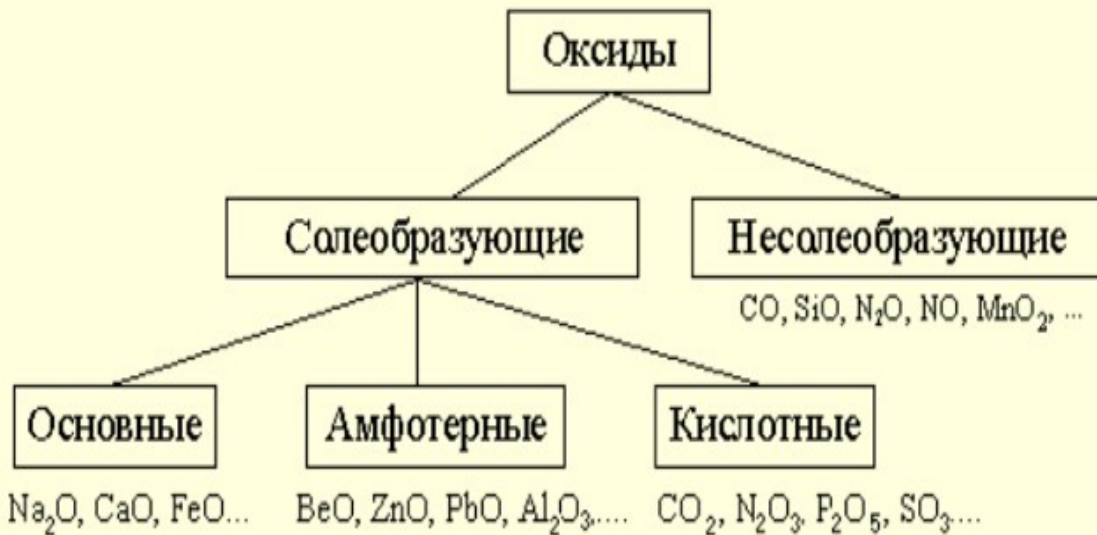 Оксиды
Солеобразующие
Несолеобразующие
CO, SiO, N₂O, NO, MnO₂, ...
Основные
Амфотерные
Кислотные
Na₂O, CaO, FeO...
BeO, ZnO, PbO, Al₂O₃,....
CO₂, N₂O₃, P₂O₅, SO₃....